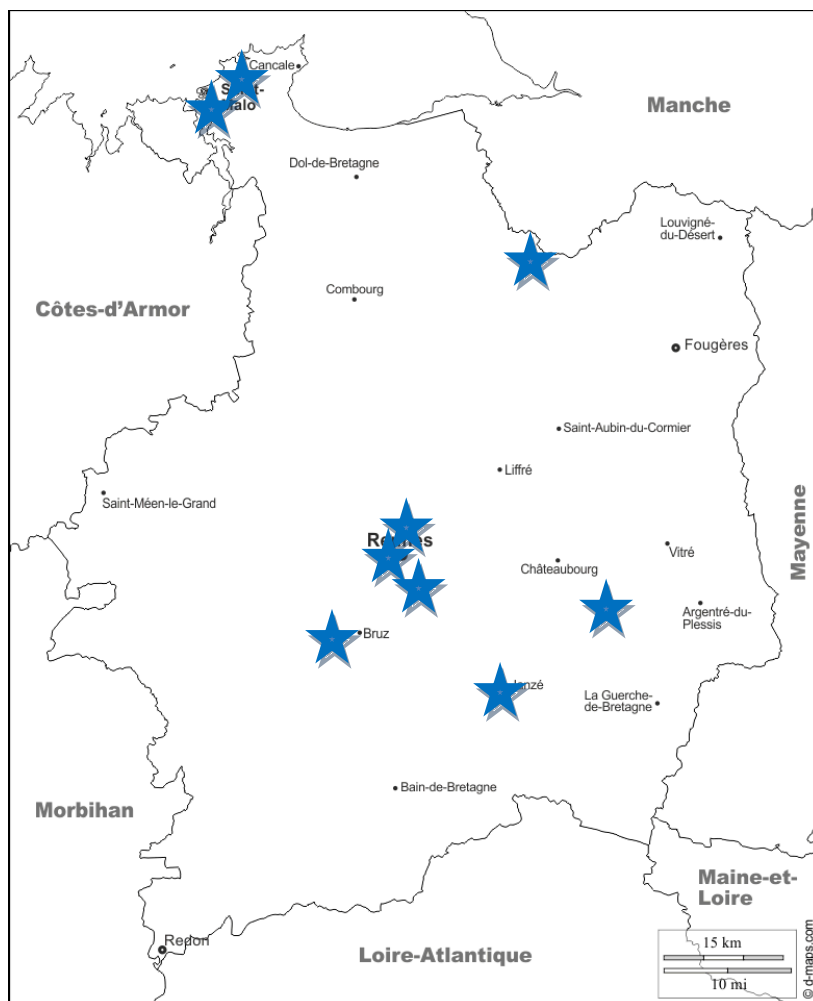 Cancale
Manche
Dol-de-Bretagne
Louvigné-
du-Désert
Côtes-d'Armor
Combourg
Fougères
Saint-Aubin-du-Cormier
Liffré
Saint-Méen-le-Grand
Mayenne
Vitré
Châteaubourg
Argentré-du-
Plessis
Bruz
La Guerche-
de-Bretagne
Bain-de-Bretagne
Morbihan
Maine-et-
Loire
Redon
Loire-Atlantique
15 km
10 mi
© d-maps.com